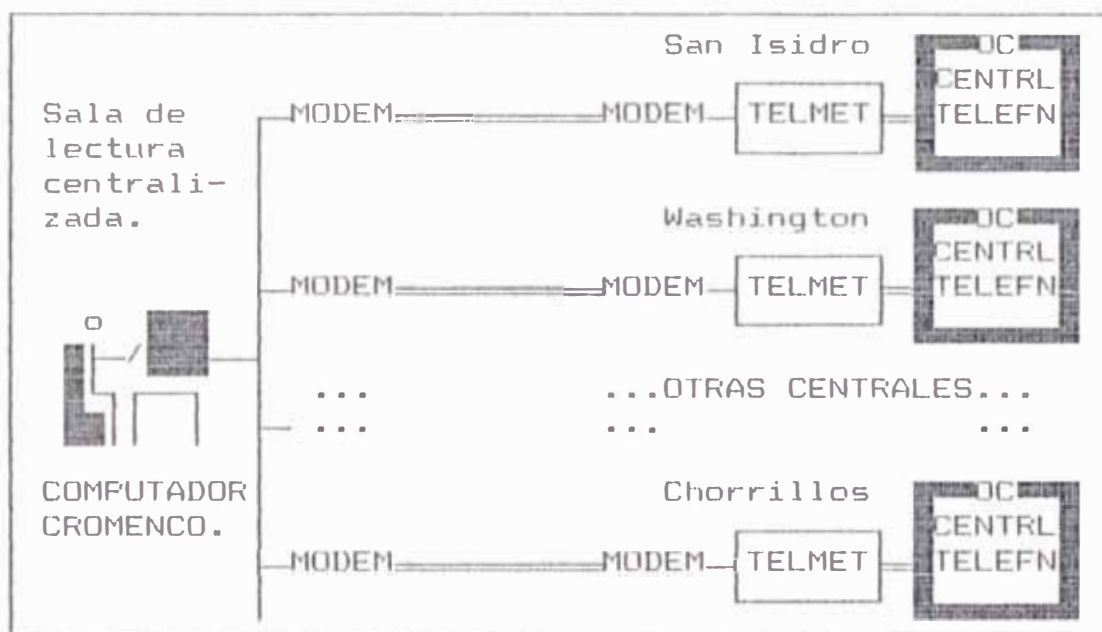 San Isidro
OC
CENTRL
TELEFN
Sala de
lectura
centrali-
zada.
MODEM MODEM TELMET
Washington
OC
CENTRL
TELEFN
MODEM MODEM TELMET
O
... ...OTRAS CENTRALES...
... ... ...
COMPUTADOR
CROMENCO.
Chorrillos
OC
CENTRL
TELEFN
MODEM MODEM TELMET